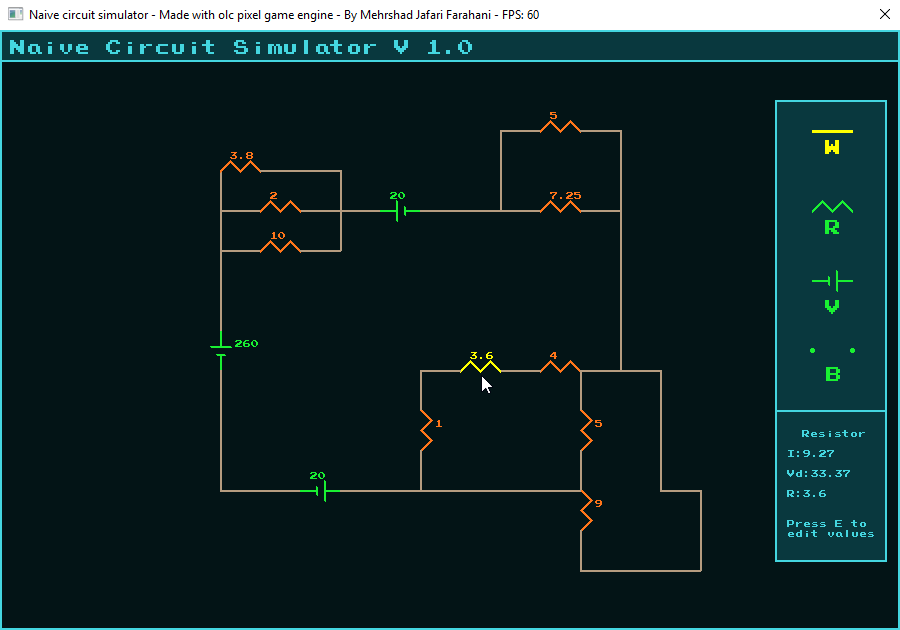 Naive circuit simulator - Made with olc pixel game engine - By Mehrshad Jafari Farahani - FPS: 60
Naive Circuit Simulator V 1.0
5
3.8
2
20
7.25
10
260
3.6
4
1
5
20
9
W
R
V
B
Resistor
I:9.27
Vd:33.37
R:3.6
Press E to
edit values